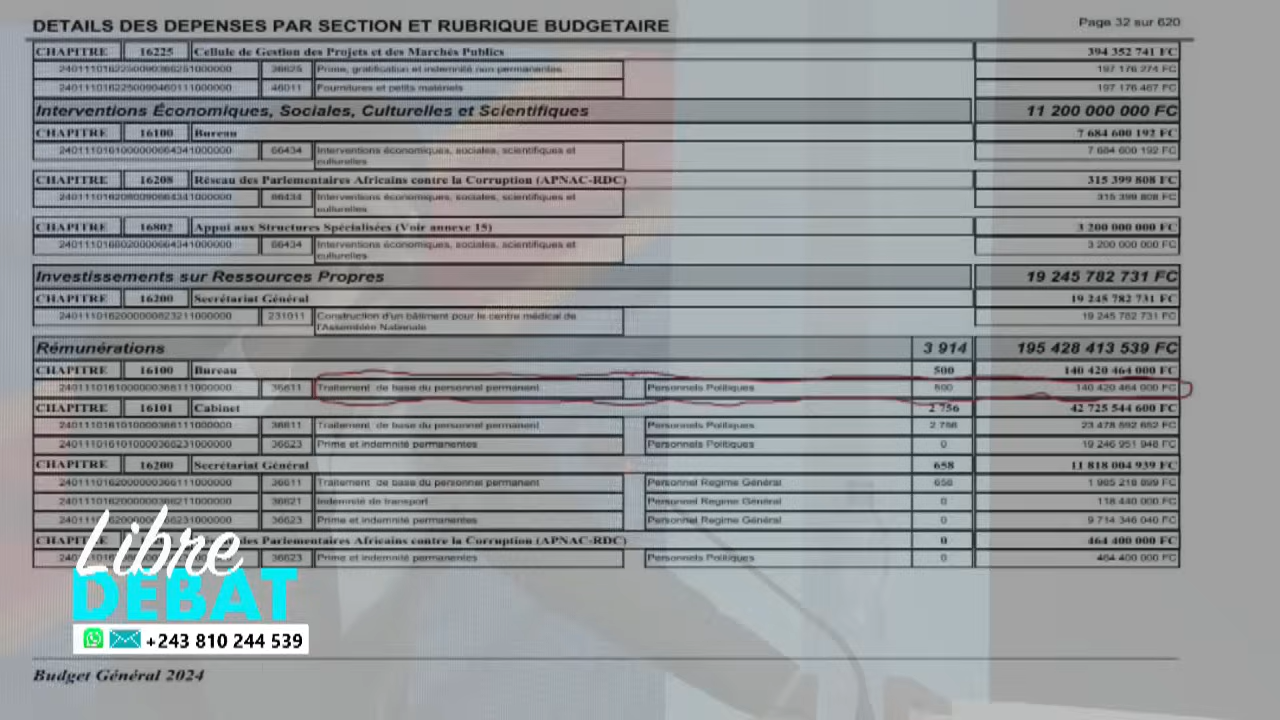 DETAILS DES DEPENSES PAR SECTION ET RUBRIQUE BUDGETAIRE Page 32 sur 620
CHAPITRE 16225 Cellule de Gestion des Projets et des Marchés Publics 394 352 741 FC
36625 Prime, gratification et indemnité non permanentes 197 176 274 FC
46011 Fournitures et petits matériels 197 176 467 FC
Interventions Économiques, Sociales, Culturelles et Scientifiques 11 200 000 000 FC
CHAPITRE 16100 Bureau 7 684 600 192 FC
66434 Interventions économiques, sociales, scientifiques et 7 684 600 192 FC
culturelles
CHAPITRE 16208 Réseau des Parlementaires Africains contre la Corruption (APNAC-RDC) 315 399 808 FC
66434 Interventions économiques, sociales, scientifiques et 315 399 808 FC
culturelles
CHAPITRE 16802 Appui aux Structures Spécialisées (Voir annexe 15) 3 200 000 000 FC
66434 Interventions économiques, sociales, scientifiques et 3 200 000 000 FC
culturelles
Investissements sur Ressources Propres 19 245 782 731 FC
CHAPITRE 16200 Secrétariat Général 19 245 782 731 FC
231011 Construction d'un bâtiment pour le centre médical de 19 245 782 731 FC
l'Assemblée Nationale
Rémunérations 3 914 195 428 413 539 FC
CHAPITRE 16100 Bureau 500 140 420 464 000 FC
36611 Traitement de base du personnel permanent Personnels Politiques 500 140 420 464 000 FC
CHAPITRE 16101 Cabinet 2 756 42 725 544 600 FC
36611 Traitement de base du personnel permanent Personnels Politiques 2 756 23 478 592 652 FC
36623 Prime et indemnité permanentes Personnels Politiques 0 19 246 951 948 FC
CHAPITRE 16200 Secrétariat Général 658 11 818 004 939 FC
36611 Traitement de base du personnel permanent Personnel Regime Général 658 1 985 218 899 FC
36621 Indemnité de transport Personnel Regime Général 0 118 440 000 FC
36623 Prime et indemnité permanentes Personnel Regime Général 0 9 714 346 040 FC
CHAPITRE des Parlementaires Africains contre la Corruption (APNAC-RDC) 0 464 400 000 FC
36623 Prime et indemnité permanentes Personnels Politiques 0 464 400 000 FC
Libre
DEBAT
+243 810 244 539
Budget Général 2024